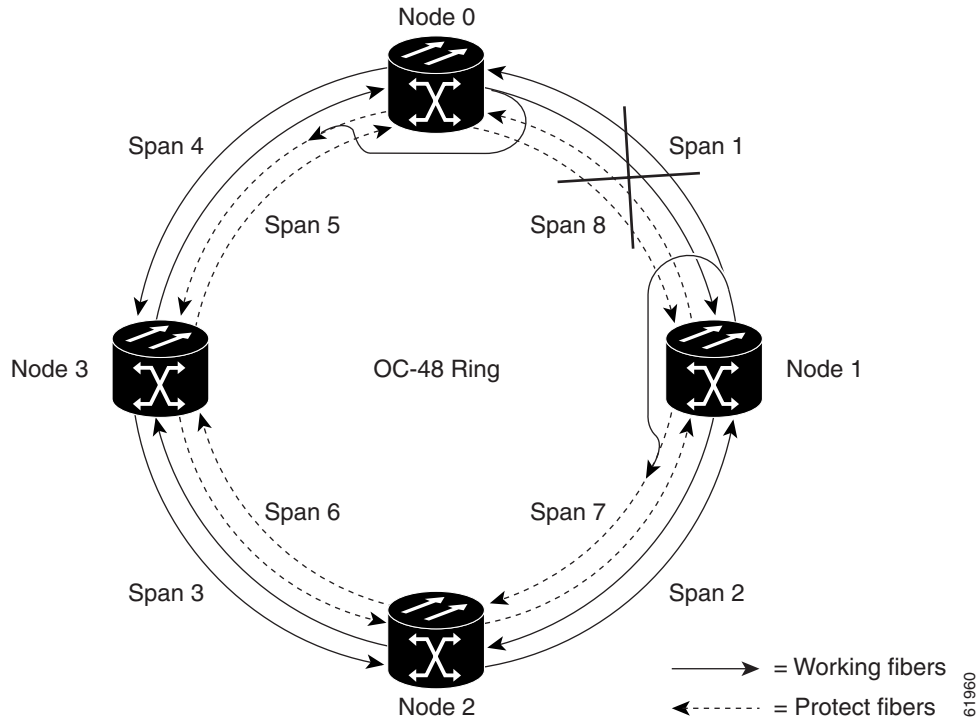 Node 0
Span 4
Span 1
Span 5
Span 8
Node 3
OC-48 Ring
Node 1
Span 6
Span 7
Span 3
Span 2
Node 2
= Working fibers
= Protect fibers
61960